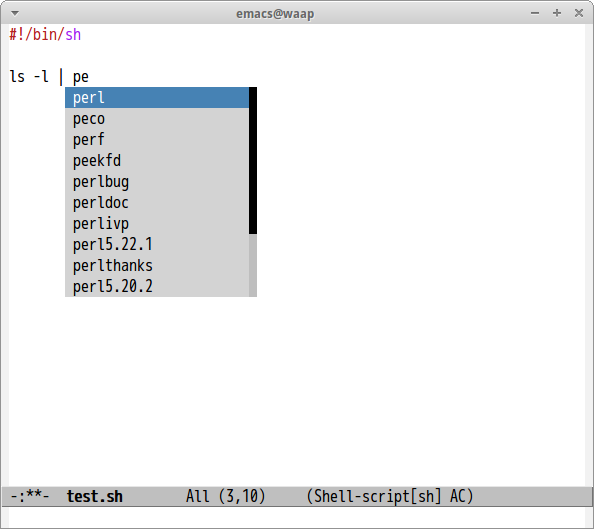 emacs@waap
#!/bin/sh
ls -l | pe
perl
peco
perf
peekfd
perlbug
perldoc
perlivp
perl5.22.1
perlthanks
perl5.20.2
-:**-  test.sh        All (3,10)     (Shell-script[sh] AC)